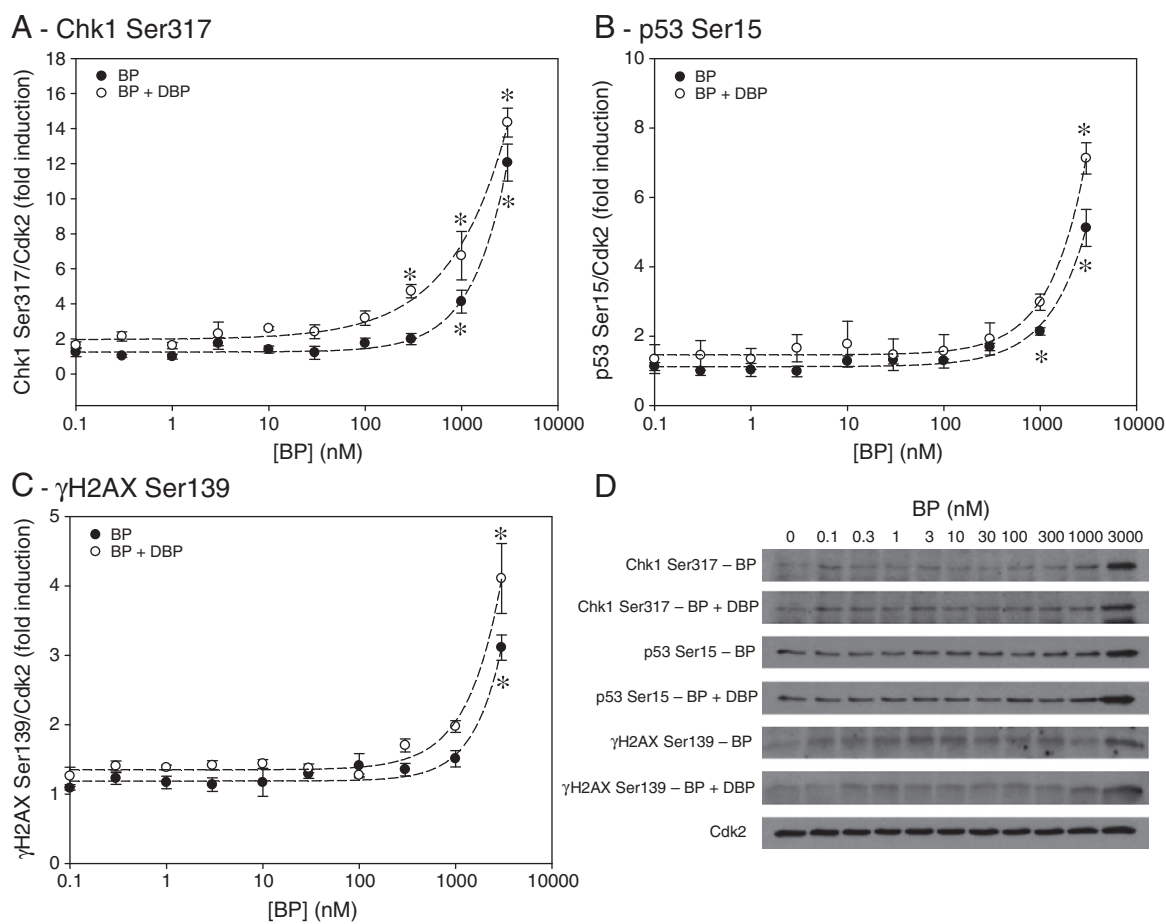 A - Chk1 Ser317
Chk1 Ser317/Cdk2 (fold induction)
18
16
14
12
10
8
6
4
2
0
BP
BP + DBP
*
*
*
*
*
0.1
1
10
100
1000
10000
[BP] (nM)
B - p53 Ser15
p53 Ser15/Cdk2 (fold induction)
10
8
6
4
2
0
BP
BP + DBP
*
*
*
0.1
1
10
100
1000
10000
[BP] (nM)
C - γH2AX Ser139
γH2AX Ser139/Cdk2 (fold induction)
5
4
3
2
1
0
BP
BP + DBP
*
*
0.1
1
10
100
1000
10000
[BP] (nM)
D
BP (nM)
0 0.1 0.3 1 3 10 30 100 300 1000 3000
Chk1 Ser317 – BP
Chk1 Ser317 – BP + DBP
p53 Ser15 – BP
p53 Ser15 – BP + DBP
γH2AX Ser139 – BP
γH2AX Ser139 – BP + DBP
Cdk2